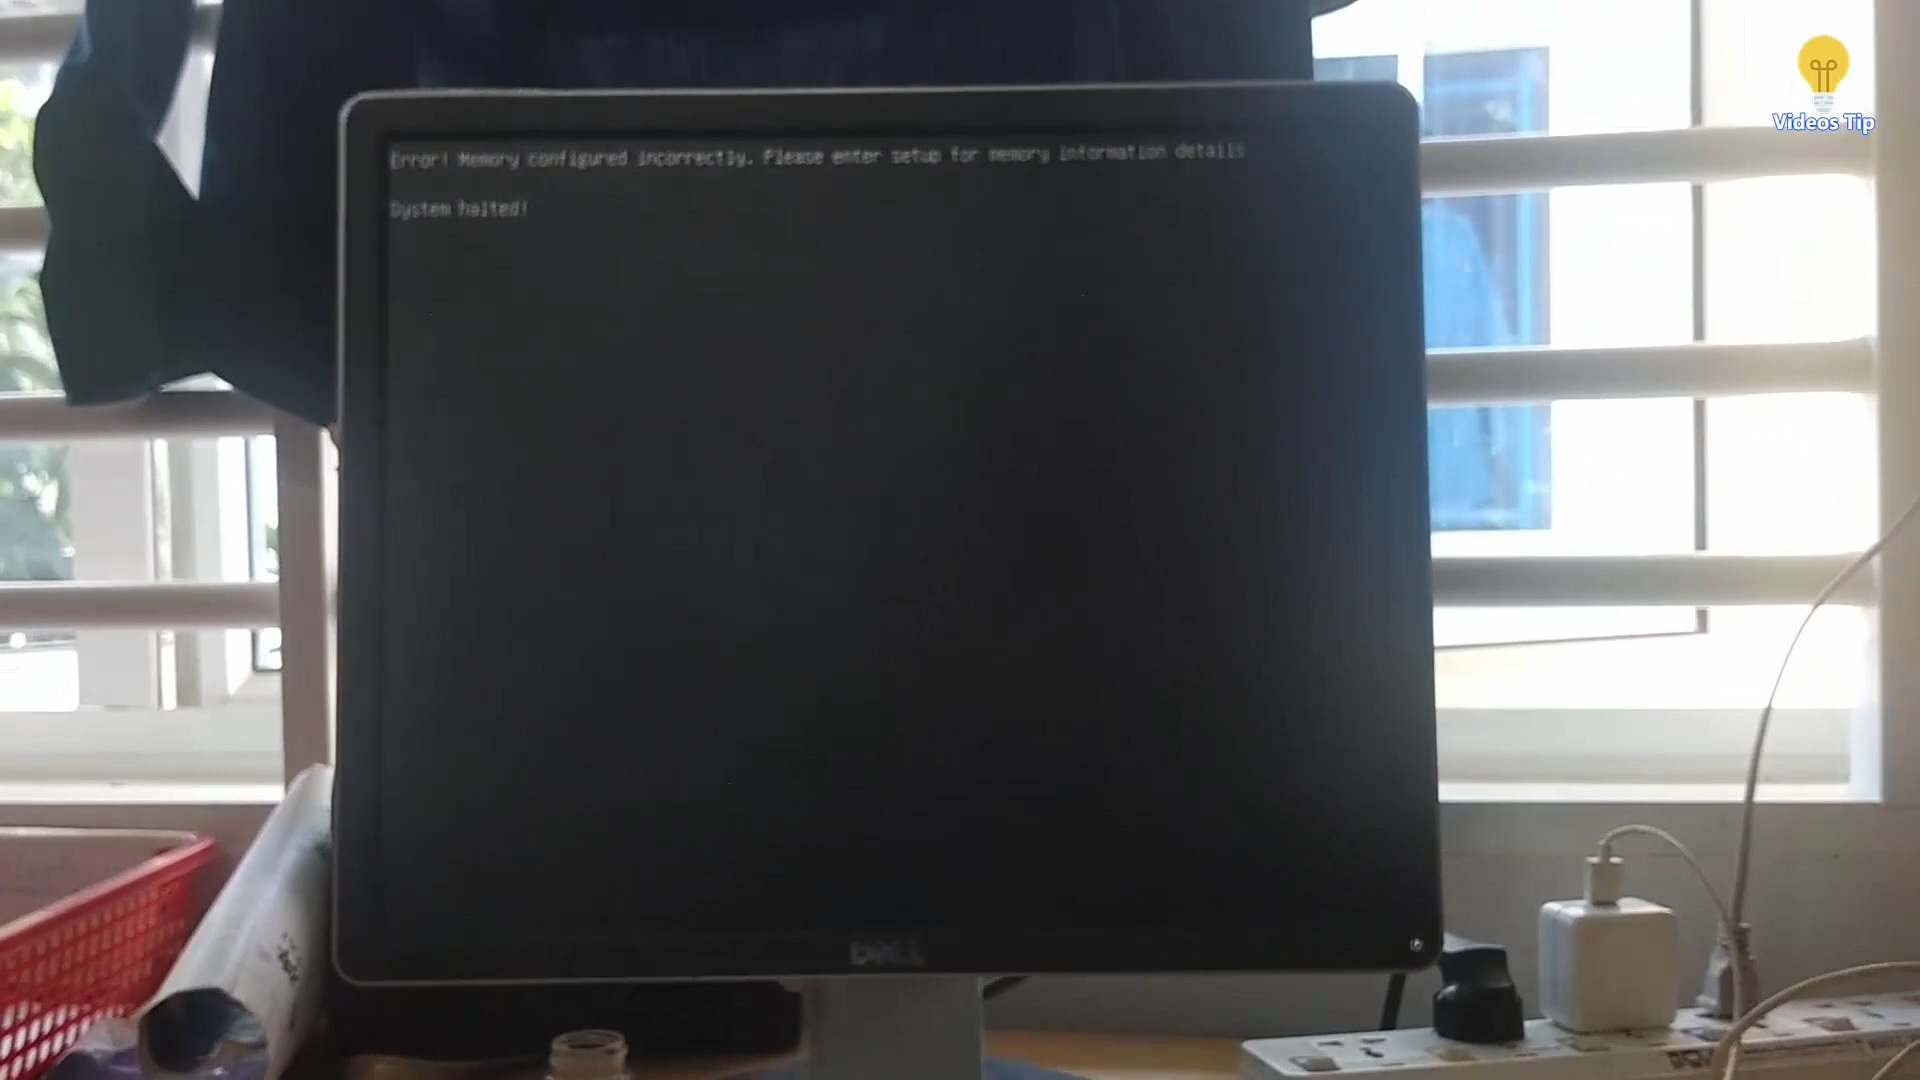 Videos Tip
Error! Memory configured incorrectly. Please enter setup for memory information details
System halted!
DELL